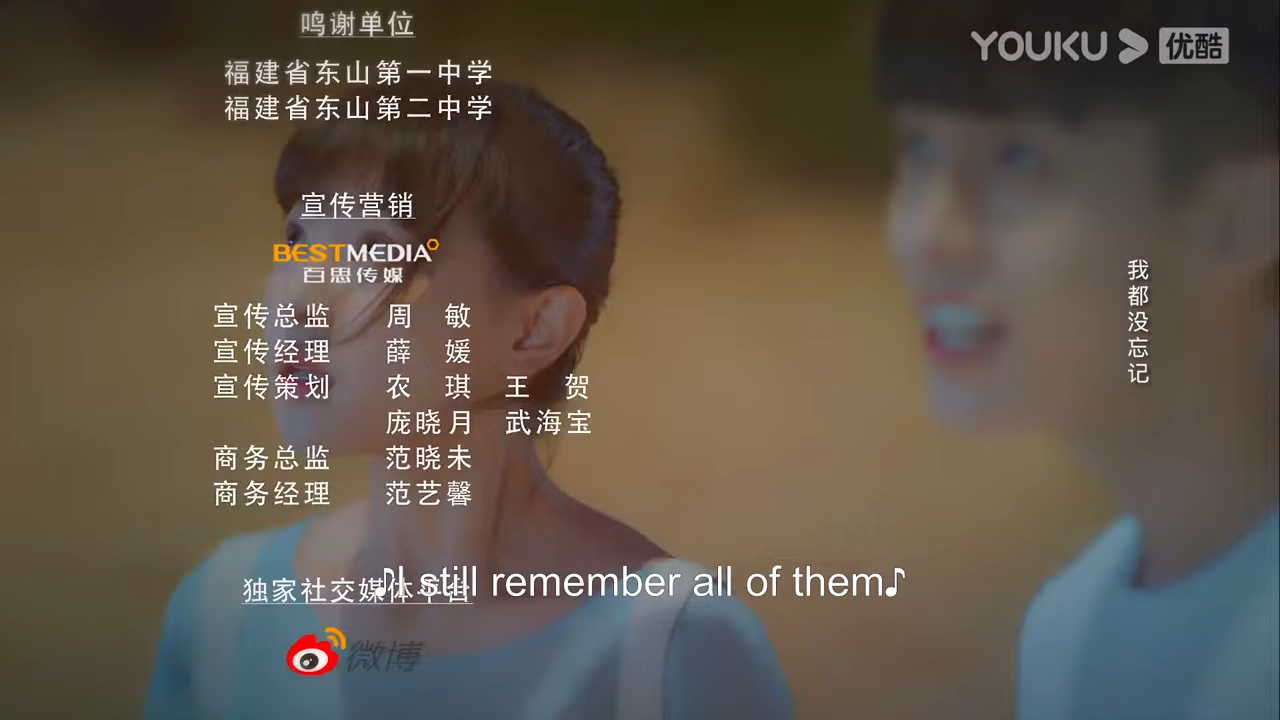 鸣谢单位
福建省东山第一中学
福建省东山第二中学
YOUKU 优酷
宣传营销
BESTMEDIA
百思传媒
宣传总监 周 敏
宣传经理 薛 媛
宣传策划 农 琪 王 贺
庞晓月 武海宝
商务总监 范晓未
商务经理 范艺馨
我都没忘记
独家社交媒体平台
♪I still remember all of them♪
微博